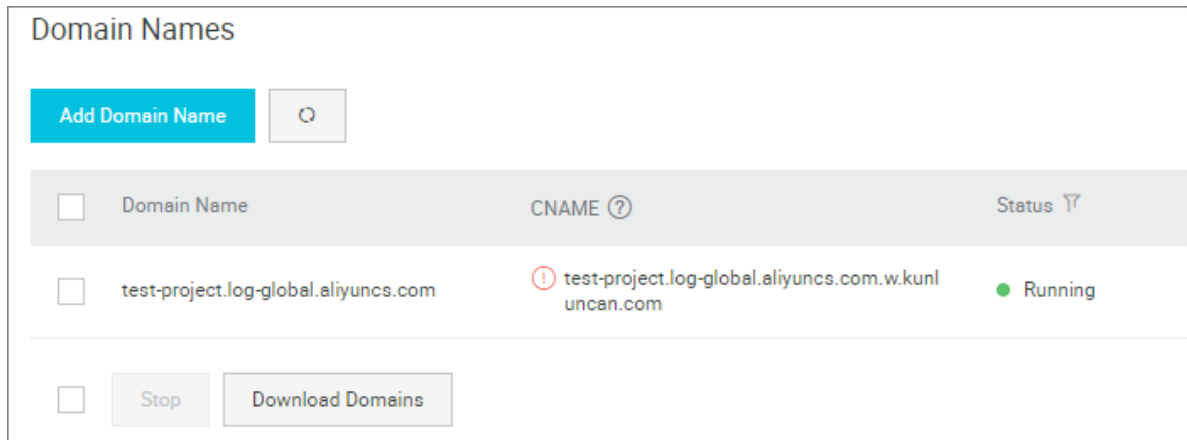 Domain Names
Add Domain Name
Domain Name CNAME ? Status
test-project.log-global.aliyuncs.com ! test-project.log-global.aliyuncs.com.w.kunl Running
uncan.com
Stop Download Domains